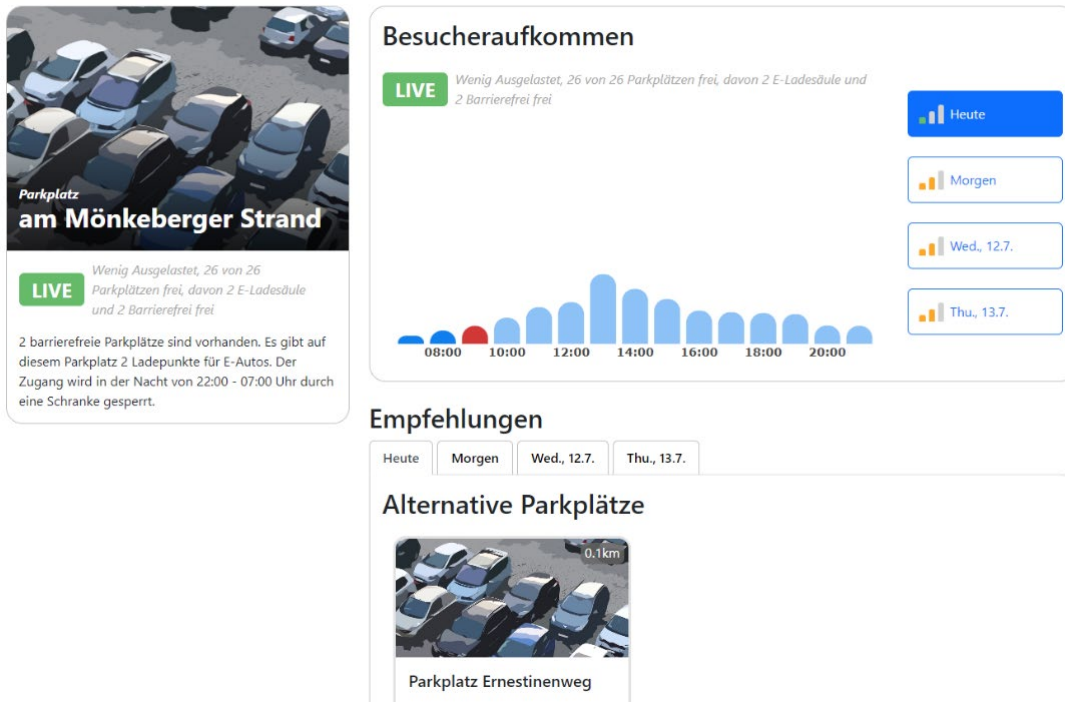 Parkplatz
am Mönkeberger Strand
LIVE
Wenig Ausgelastet, 26 von 26
Parkplätzen frei, davon 2 E-Ladesäule
und 2 Barrierefrei frei
2 barrierefreie Parkplätze sind vorhanden. Es gibt auf
diesem Parkplatz 2 Ladepunkte für E-Autos. Der
Zugang wird in der Nacht von 22:00 - 07:00 Uhr durch
eine Schranke gesperrt.
Besucheraufkommen
LIVE
Wenig Ausgelastet, 26 von 26 Parkplätzen frei, davon 2 E-Ladesäule und
2 Barrierefrei frei
Heute
Morgen
Wed., 12.7.
Thu., 13.7.
08:00 10:00 12:00 14:00 16:00 18:00 20:00
Empfehlungen
Heute Morgen Wed., 12.7. Thu., 13.7.
Alternative Parkplätze
0.1km
Parkplatz Ernestinenweg